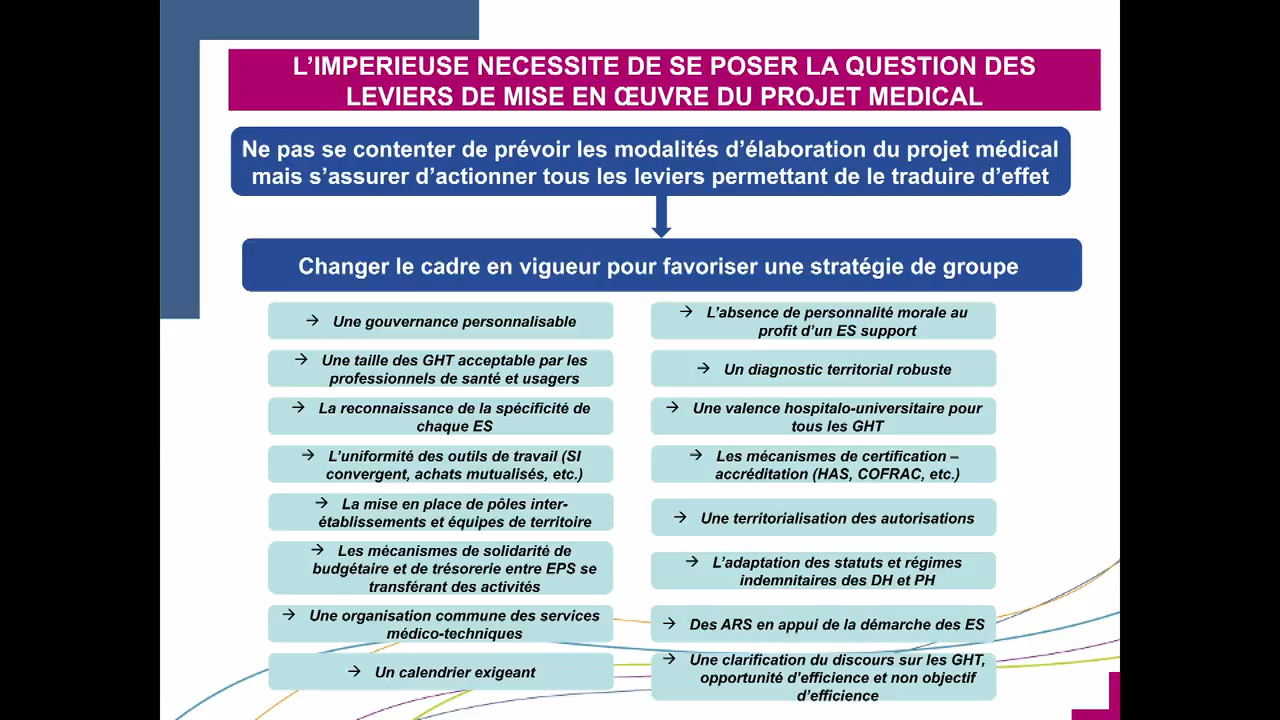 L'IMPERIEUSE NECESSITE DE SE POSER LA QUESTION DES
LEVIERS DE MISE EN ŒUVRE DU PROJET MEDICAL
Ne pas se contenter de prévoir les modalités d'élaboration du projet médical
mais s'assurer d'actionner tous les leviers permettant de le traduire d'effet
Changer le cadre en vigueur pour favoriser une stratégie de groupe
→ Une gouvernance personnalisable
→ Une taille des GHT acceptable par les
professionnels de santé et usagers
→ La reconnaissance de la spécificité de
chaque ES
→ L'uniformité des outils de travail (SI
convergent, achats mutualisés, etc.)
→ La mise en place de pôles inter-
établissements et équipes de territoire
→ Les mécanismes de solidarité de
budgétaire et de trésorerie entre EPS se
transférant des activités
→ Une organisation commune des services
médico-techniques
→ Un calendrier exigeant
→ L'absence de personnalité morale au
profit d'un ES support
→ Un diagnostic territorial robuste
→ Une valence hospitalo-universitaire pour
tous les GHT
→ Les mécanismes de certification –
accréditation (HAS, COFRAC, etc.)
→ Une territorialisation des autorisations
→ L'adaptation des statuts et régimes
indemnitaires des DH et PH
→ Des ARS en appui de la démarche des ES
→ Une clarification du discours sur les GHT,
opportunité d'efficience et non objectif
d'efficience